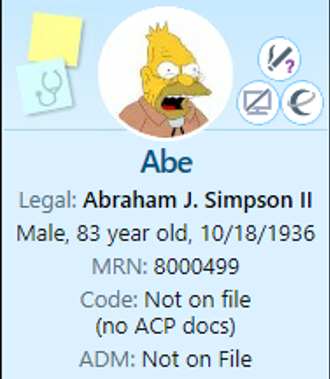 ?
Abe
Legal: Abraham J. Simpson II
Male, 83 year old, 10/18/1936
MRN: 8000499
Code: Not on file
(no ACP docs)
ADM: Not on File